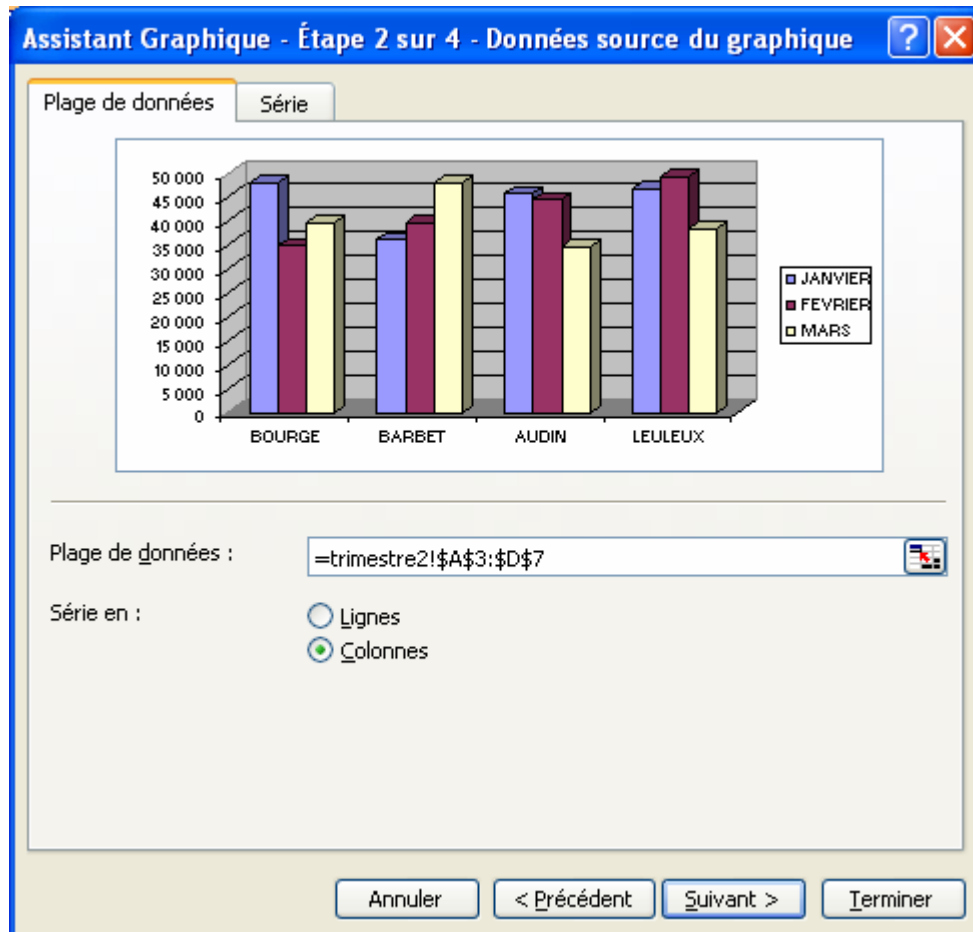 Assistant Graphique - Étape 2 sur 4 - Données source du graphique
Plage de données
Série
50 000
45 000
40 000
35 000
30 000
25 000
20 000
15 000
10 000
5 000
0
BOURGE
BARBET
AUDIN
LEULEUX
JANVIER
FEVRIER
MARS
Plage de données :
=trimestre2!$A$3:$D$7
Série en :
Lignes
Colonnes
Annuler
< Précédent
Suivant >
Terminer